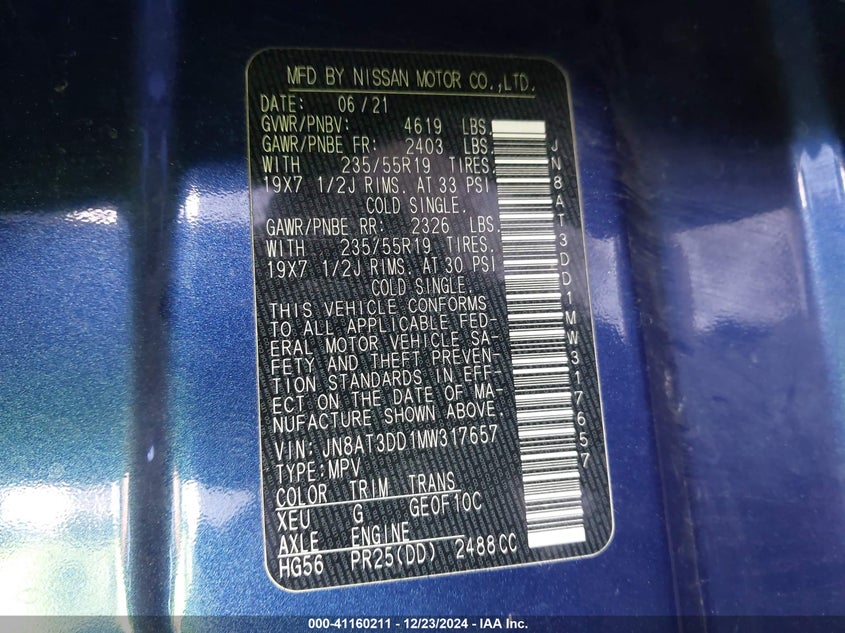 MFD BY NISSAN MOTOR CO.,LTD.
DATE: 06/21
GVWR/PNBV: 4619 LBS.
GAWR/PNBE FR: 2403 LBS.
WITH 235/55R19 TIRES.
19X7 1/2J RIMS. AT 33 PSI
COLD SINGLE.
GAWR/PNBE RR: 2326 LBS.
WITH 235/55R19 TIRES.
19X7 1/2J RIMS. AT 30 PSI
COLD SINGLE.
THIS VEHICLE CONFORMS
TO ALL APPLICABLE FED-
ERAL MOTOR VEHICLE SA-
FETY AND THEFT PREVEN-
TION STANDARDS IN EFF-
ECT ON THE DATE OF MA-
NUFACTURE SHOWN ABOVE.
VIN: JN8AT3DD1MW317657
TYPE:MPV
COLOR TRIM TRANS
XEU G GE0F10C
AXLE ENGINE
HG56 PR25(DD) 2488CC
JN8AT3DD1MW317657
000-41160211 - 12/23/2024 - IAA Inc.